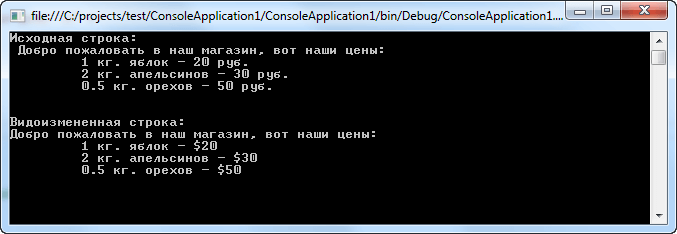 file:///C:/projects/test/ConsoleApplication1/ConsoleApplication1/bin/Debug/ConsoleApplication1....
Исходная строка:
Добро пожаловать в наш магазин, вот наши цены:
1 кг. яблок - 20 руб.
2 кг. апельсинов - 30 руб.
0.5 кг. орехов - 50 руб.
Видоизмененная строка:
Добро пожаловать в наш магазин, вот наши цены:
1 кг. яблок - $20
2 кг. апельсинов - $30
0.5 кг. орехов - $50